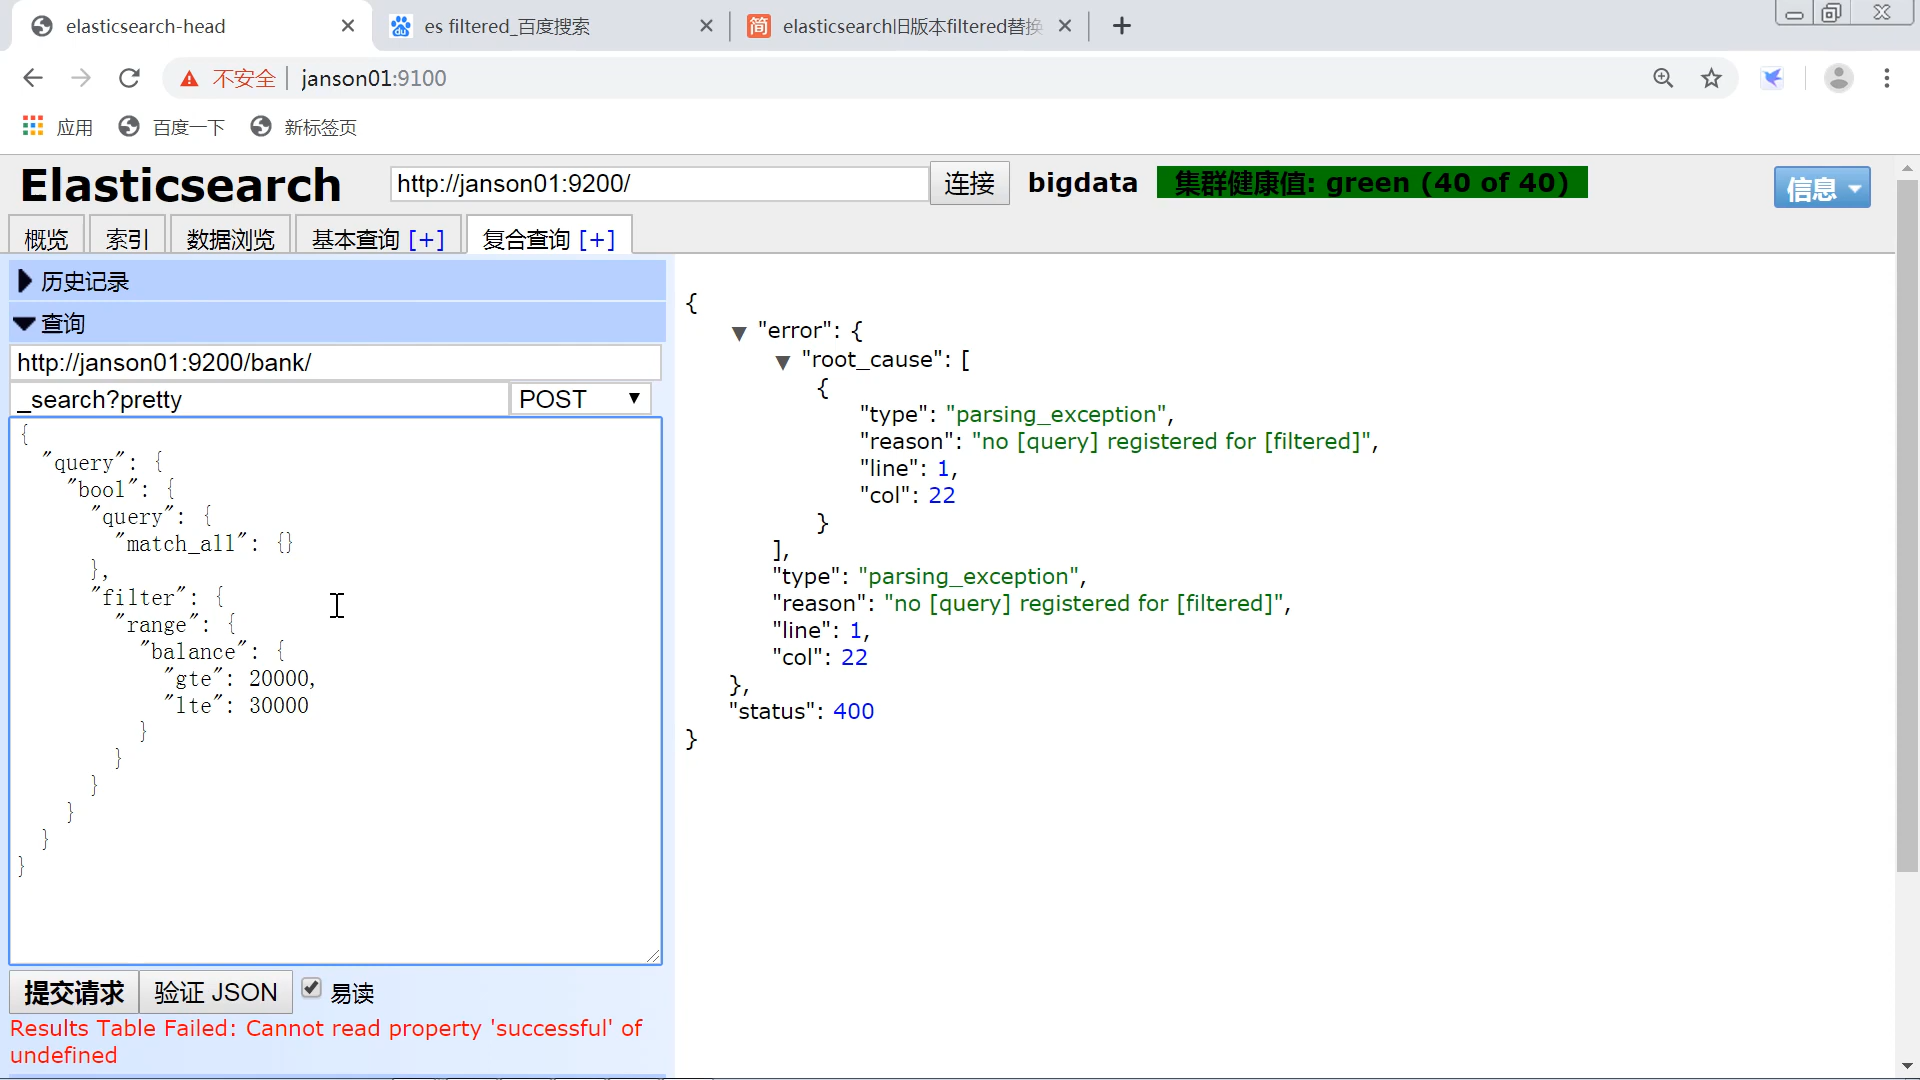 elasticsearch-head
es filtered_百度搜索
elasticsearch旧版本filtered替换
不安全
janson01:9100
应用
百度一下
新标签页
Elasticsearch
http://janson01:9200/
连接
bigdata
集群健康值: green (40 of 40)
信息
概览
索引
数据浏览
基本查询 [+]
复合查询 [+]
历史记录
查询
http://janson01:9200/bank/
_search?pretty
POST
{
"query": {
"bool": {
"query": {
"match_all": {}
},
"filter": {
"range": {
"balance": {
"gte": 20000,
"lte": 30000
}
}
}
}
}
}
提交请求
验证 JSON
易读
Results Table Failed: Cannot read property 'successful' of
undefined
{
"error": {
"root_cause": [
{
"type": "parsing_exception",
"reason": "no [query] registered for [filtered]",
"line": 1,
"col": 22
}
],
"type": "parsing_exception",
"reason": "no [query] registered for [filtered]",
"line": 1,
"col": 22
},
"status": 400
}